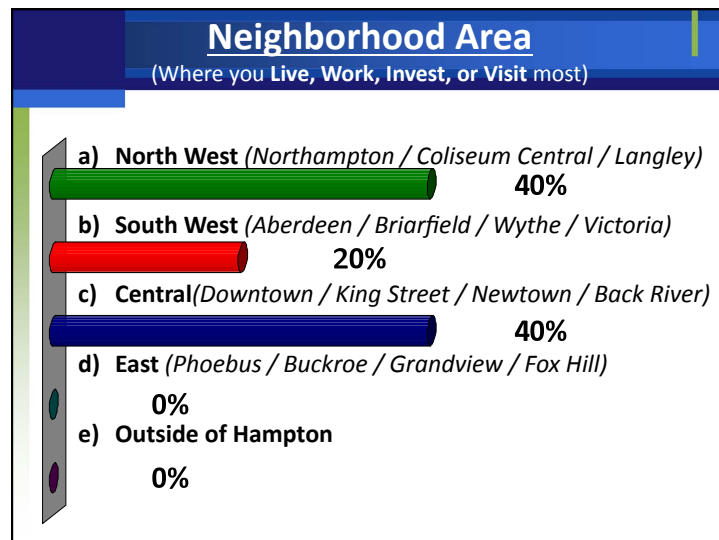 Neighborhood Area
(Where you Live, Work, Invest, or Visit most)
a) North West (Northampton / Coliseum Central / Langley)
40%
b) South West (Aberdeen / Briarfield / Wythe / Victoria)
20%
c) Central(Downtown / King Street / Newtown / Back River)
40%
d) East (Phoebus / Buckroe / Grandview / Fox Hill)
0%
e) Outside of Hampton
0%